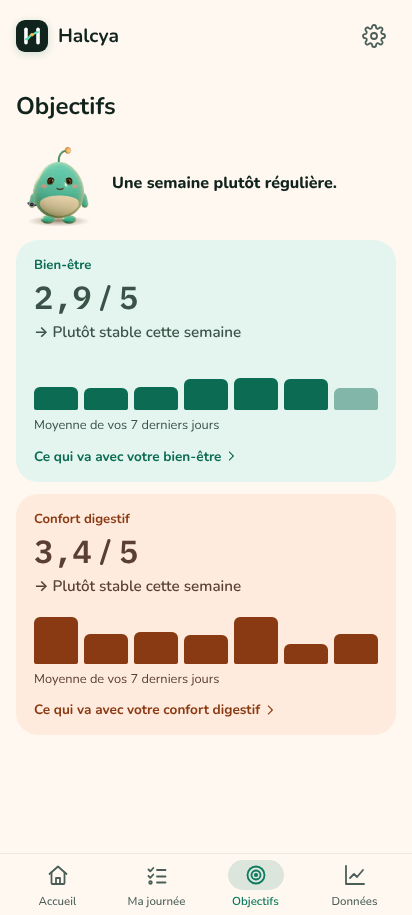 Halcya
Objectifs
Une semaine plutôt régulière.
Bien-être
2,9 / 5
→ Plutôt stable cette semaine
Moyenne de vos 7 derniers jours
Ce qui va avec votre bien-être >
Confort digestif
3,4 / 5
→ Plutôt stable cette semaine
Moyenne de vos 7 derniers jours
Ce qui va avec votre confort digestif >
Accueil
Ma journée
Objectifs
Données